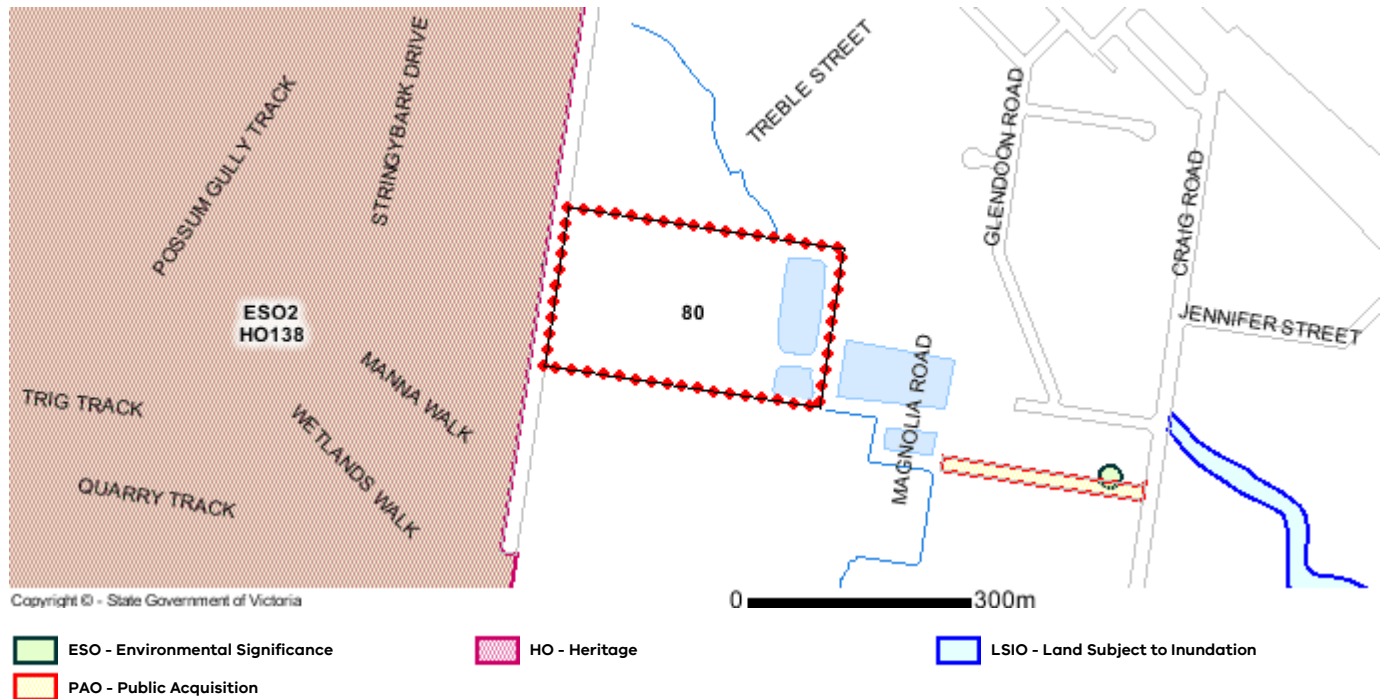 POSSUM GULLY TRACK
STRINGYBARK DRIVE
TREBLE STREET
GLENDOON ROAD
CRAIG ROAD
JENNIFER STREET
80
ESO2
HO138
MAGNOLIA ROAD
TRIG TRACK
MANNA WALK
WETLANDS WALK
QUARRY TRACK
Copyright © - State Government of Victoria
0 300m
ESO - Environmental Significance
HO - Heritage
LSIO - Land Subject to Inundation
PAO - Public Acquisition